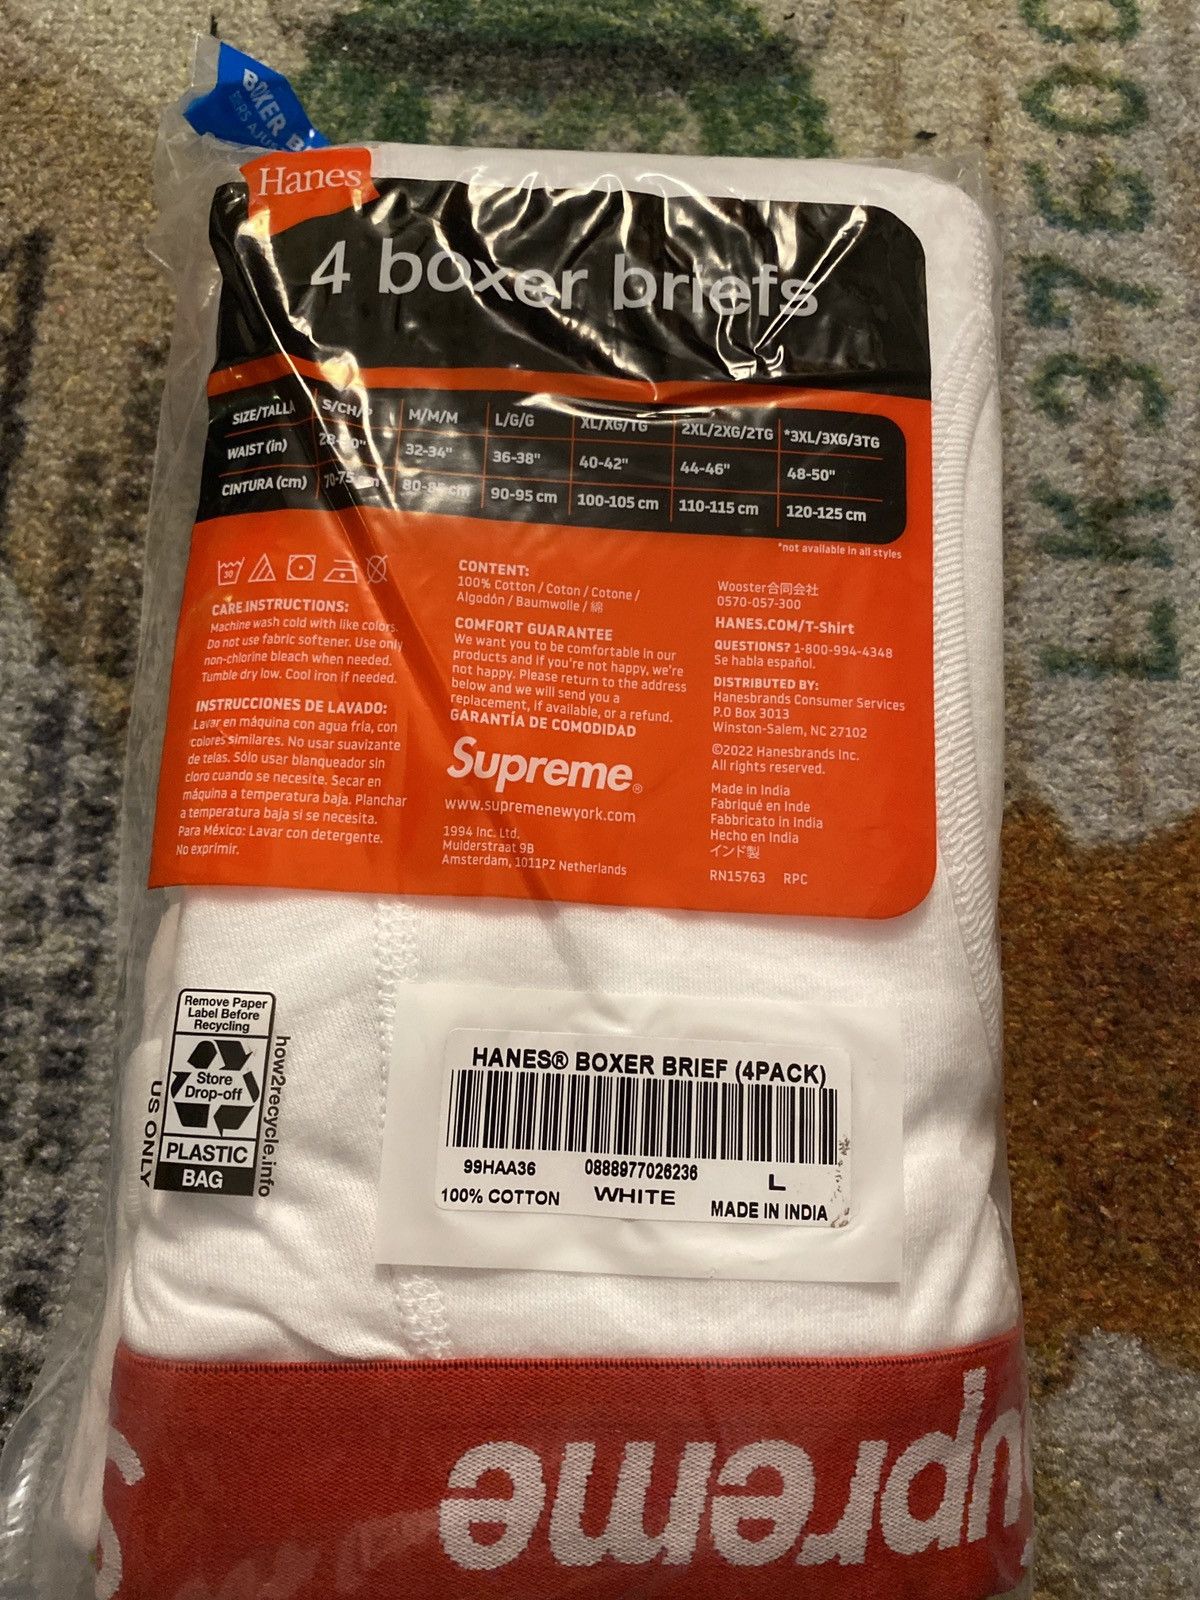 BOXER B
Hanes
4 boxer briefs
SIZE/TALLA S/CH/P M/M/M L/G/G XL/XG/TG 2XL/2XG/2TG *3XL/3XG/3TG
WAIST (in) 28-30" 32-34" 36-38" 40-42" 44-46" 48-50"
CINTURA (cm) 70-75 cm 80-85 cm 90-95 cm 100-105 cm 110-115 cm 120-125 cm
*not available in all styles
30
CARE INSTRUCTIONS:
Machine wash cold with like colors.
Do not use fabric softener. Use only
non-chlorine bleach when needed.
Tumble dry low. Cool iron if needed.
INSTRUCCIONES DE LAVADO:
Lavar en máquina con agua fría, con
colores similares. No usar suavizante
de telas. Sólo usar blanqueador sin
cloro cuando se necesite. Secar en
máquina a temperatura baja. Planchar
a temperatura baja si se necesita.
Para México: Lavar con detergente.
No exprimir.
CONTENT:
100% Cotton / Coton / Cotone /
Algodón / Baumwolle / 綿
COMFORT GUARANTEE
We want you to be comfortable in our
products and if you're not happy, we're
not happy. Please return to the address
below and we will send you a
replacement, if available, or a refund.
GARANTÍA DE COMODIDAD
Supreme®
www.supremenewyork.com
1994 Inc. Ltd.
Muiderstraat 9B
Amsterdam, 1011PZ Netherlands
Wooster合同会社
0570-057-300
HANES.COM/T-Shirt
QUESTIONS? 1-800-994-4348
Se habla español.
DISTRIBUTED BY:
Hanesbrands Consumer Services
P.O Box 3013
Winston-Salem, NC 27102
©2022 Hanesbrands Inc.
All rights reserved.
Made in India
Fabriqué en Inde
Fabbricato in India
Hecho en India
インド製
RN15763 RPC
Remove Paper
Label Before
Recycling
Store
Drop-off
PLASTIC
BAG
US ONLY
how2recycle.info
HANES® BOXER BRIEF (4PACK)
99HAA36 0888977026236 L
100% COTTON WHITE MADE IN INDIA
Supreme